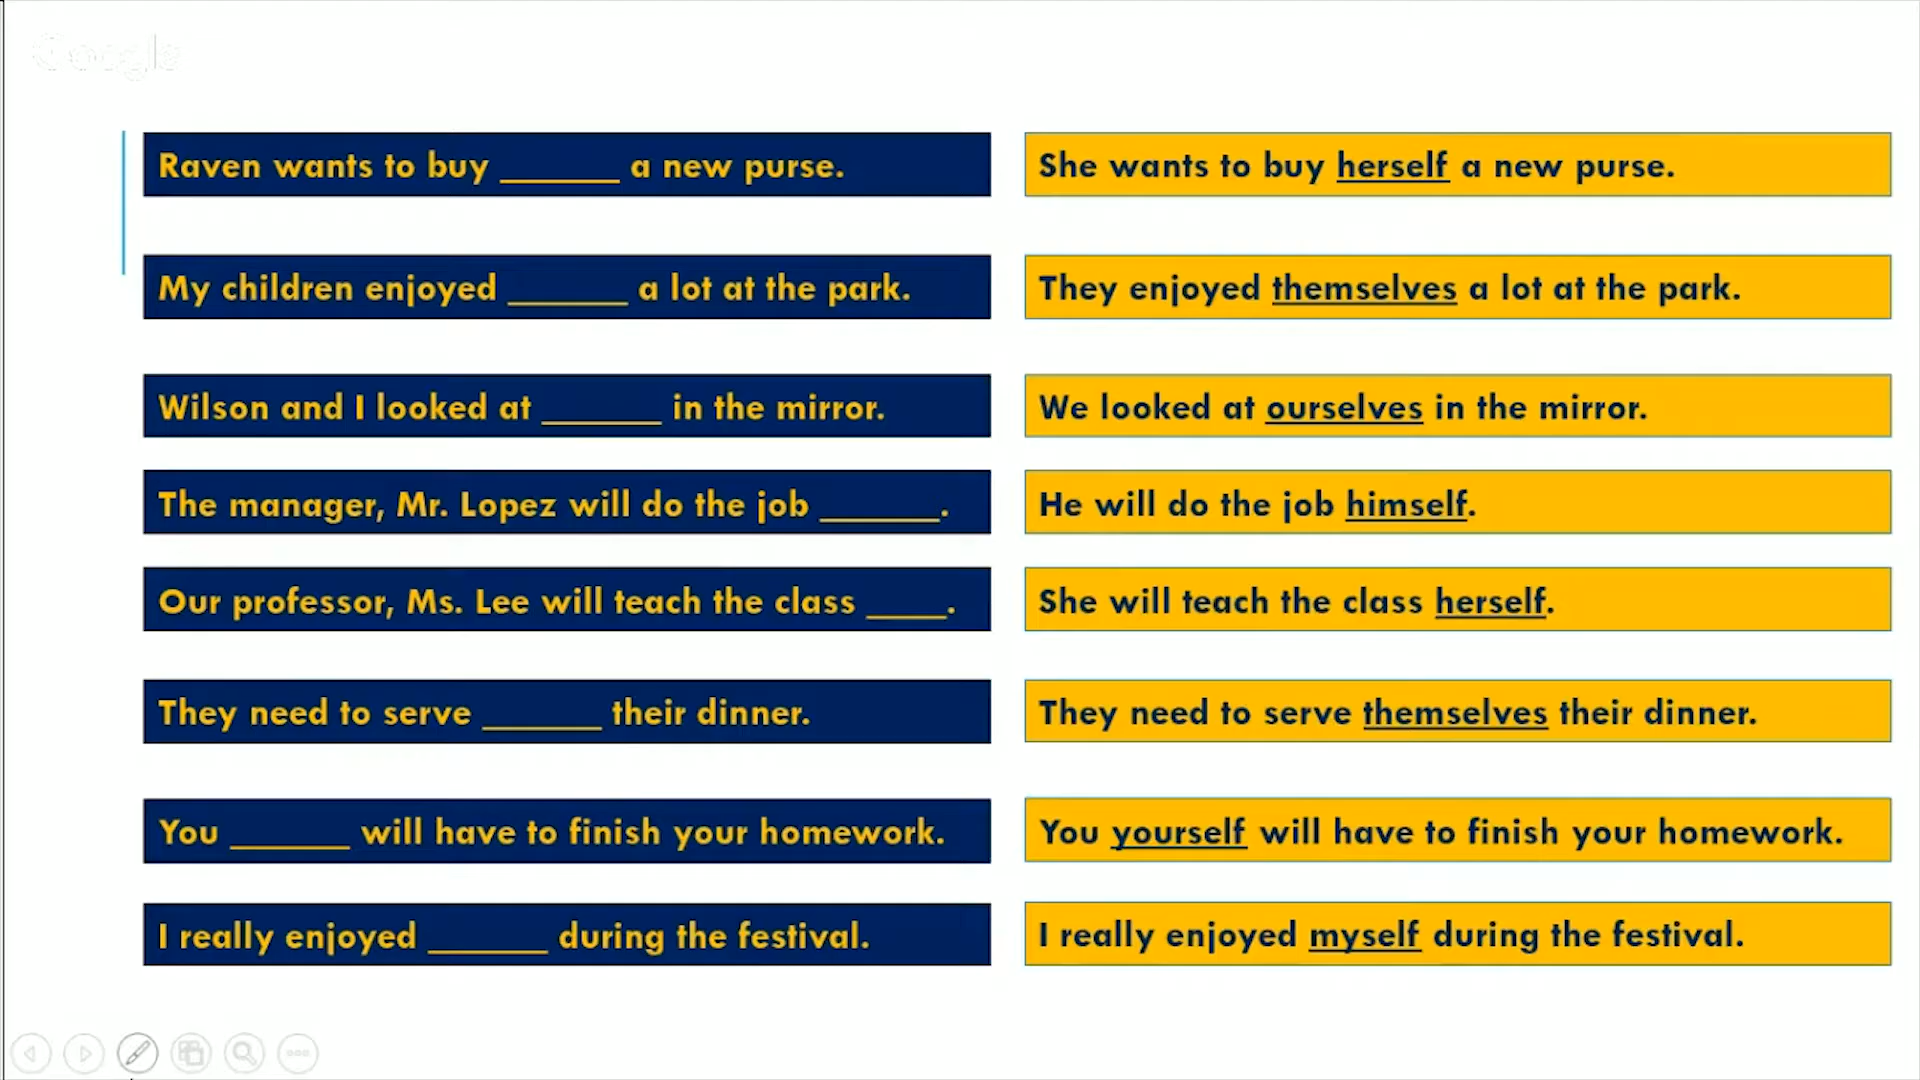 Google
Raven wants to buy ______ a new purse.
She wants to buy herself a new purse.
My children enjoyed ______ a lot at the park.
They enjoyed themselves a lot at the park.
Wilson and I looked at ______ in the mirror.
We looked at ourselves in the mirror.
The manager, Mr. Lopez will do the job ______.
He will do the job himself.
Our professor, Ms. Lee will teach the class ____.
She will teach the class herself.
They need to serve ______ their dinner.
They need to serve themselves their dinner.
You ______ will have to finish your homework.
You yourself will have to finish your homework.
I really enjoyed ______ during the festival.
I really enjoyed myself during the festival.